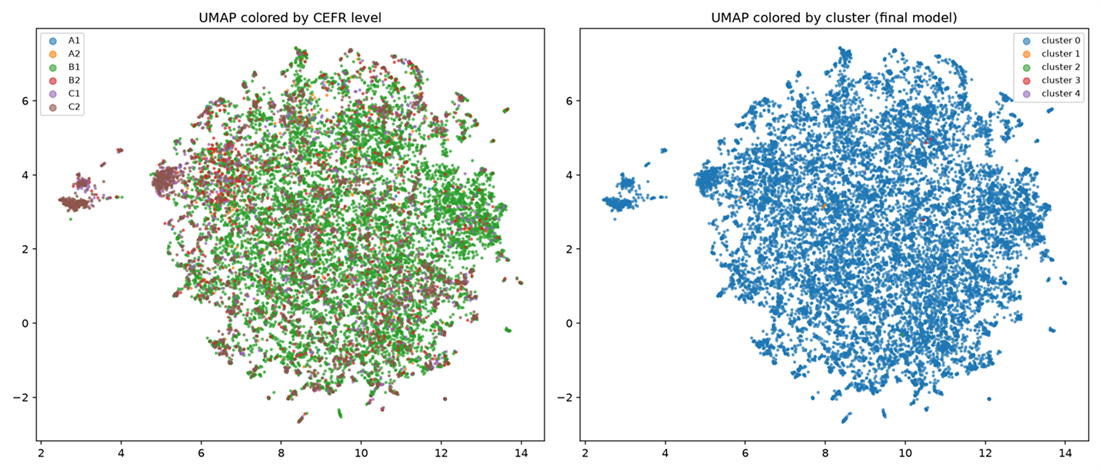 UMAP colored by CEFR level
A1
A2
B1
B2
C1
C2
6
4
2
0
−2
2
4
6
8
10
12
14
UMAP colored by cluster (final model)
cluster 0
cluster 1
cluster 2
cluster 3
cluster 4
6
4
2
0
−2
2
4
6
8
10
12
14